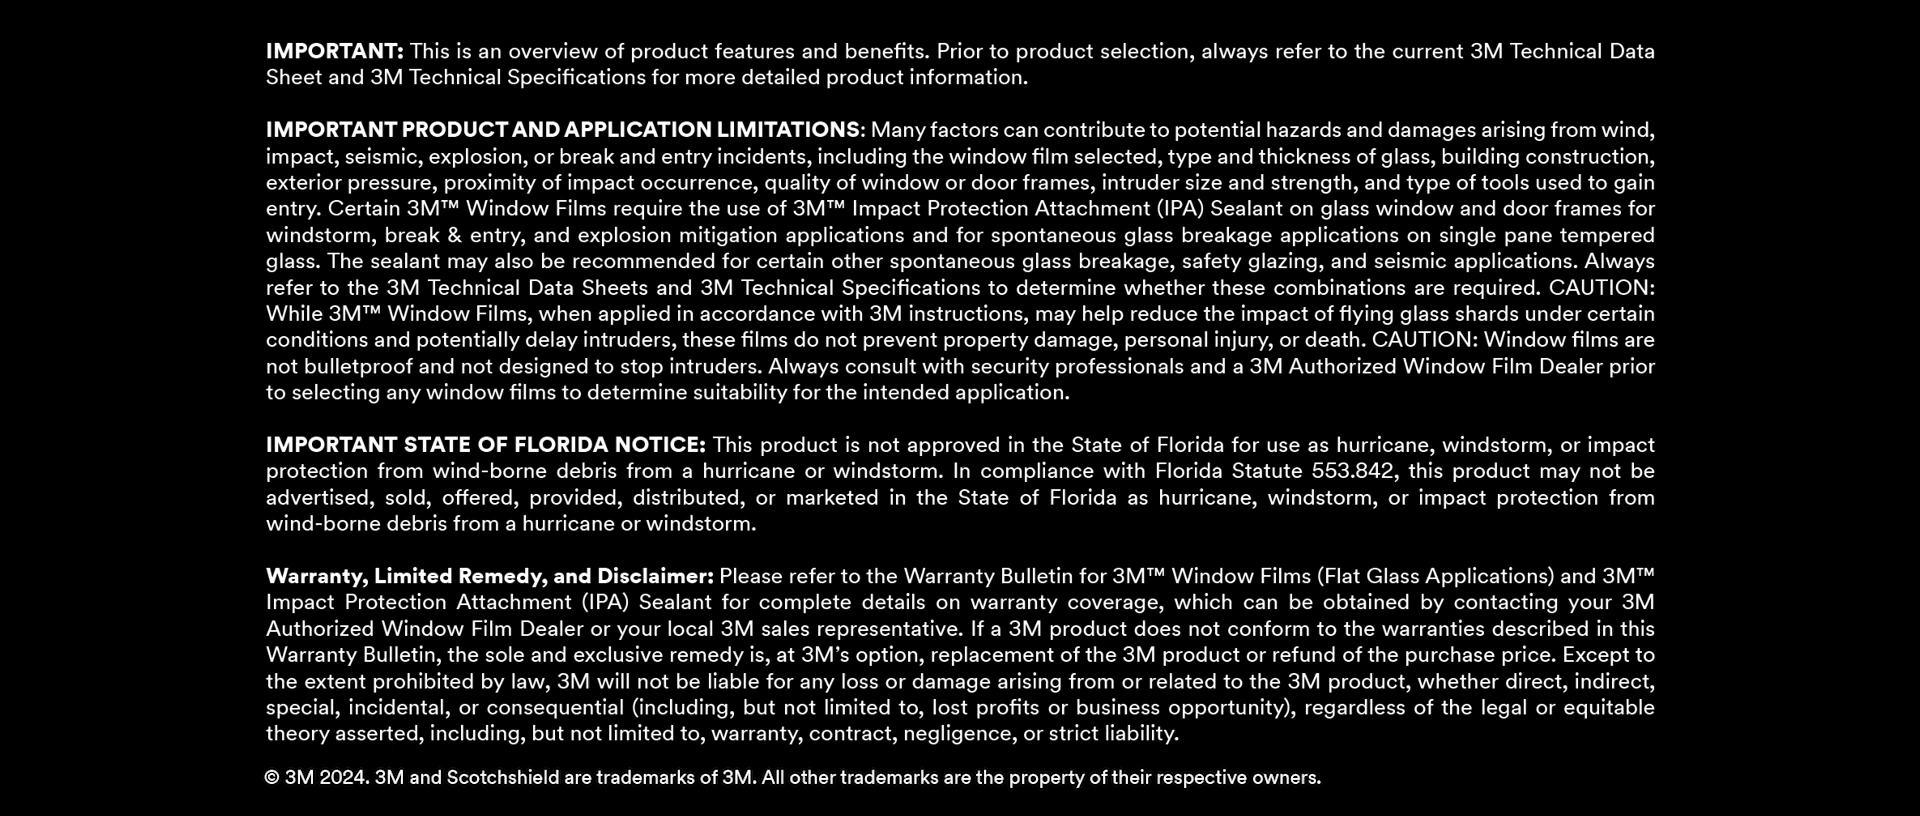 IMPORTANT: This is an overview of product features and benefits. Prior to product selection, always refer to the current 3M Technical Data
Sheet and 3M Technical Specifications for more detailed product information.
IMPORTANT PRODUCT AND APPLICATION LIMITATIONS: Many factors can contribute to potential hazards and damages arising from wind,
impact, seismic, explosion, or break and entry incidents, including the window film selected, type and thickness of glass, building construction,
exterior pressure, proximity of impact occurrence, quality of window or door frames, intruder size and strength, and type of tools used to gain
entry. Certain 3M™ Window Films require the use of 3M™ Impact Protection Attachment (IPA) Sealant on glass window and door frames for
windstorm, break & entry, and explosion mitigation applications and for spontaneous glass breakage applications on single pane tempered
glass. The sealant may also be recommended for certain other spontaneous glass breakage, safety glazing, and seismic applications. Always
refer to the 3M Technical Data Sheets and 3M Technical Specifications to determine whether these combinations are required. CAUTION:
While 3M™ Window Films, when applied in accordance with 3M instructions, may help reduce the impact of flying glass shards under certain
conditions and potentially delay intruders, these films do not prevent property damage, personal injury, or death. CAUTION: Window films are
not bulletproof and not designed to stop intruders. Always consult with security professionals and a 3M Authorized Window Film Dealer prior
to selecting any window films to determine suitability for the intended application.
IMPORTANT STATE OF FLORIDA NOTICE: This product is not approved in the State of Florida for use as hurricane, windstorm, or impact
protection from wind-borne debris from a hurricane or windstorm. In compliance with Florida Statute 553.842, this product may not be
advertised, sold, offered, provided, distributed, or marketed in the State of Florida as hurricane, windstorm, or impact protection from
wind-borne debris from a hurricane or windstorm.
Warranty, Limited Remedy, and Disclaimer: Please refer to the Warranty Bulletin for 3M™ Window Films (Flat Glass Applications) and 3M™
Impact Protection Attachment (IPA) Sealant for complete details on warranty coverage, which can be obtained by contacting your 3M
Authorized Window Film Dealer or your local 3M sales representative. If a 3M product does not conform to the warranties described in this
Warranty Bulletin, the sole and exclusive remedy is, at 3M’s option, replacement of the 3M product or refund of the purchase price. Except to
the extent prohibited by law, 3M will not be liable for any loss or damage arising from or related to the 3M product, whether direct, indirect,
special, incidental, or consequential (including, but not limited to, lost profits or business opportunity), regardless of the legal or equitable
theory asserted, including, but not limited to, warranty, contract, negligence, or strict liability.
© 3M 2024. 3M and Scotchshield are trademarks of 3M. All other trademarks are the property of their respective owners.